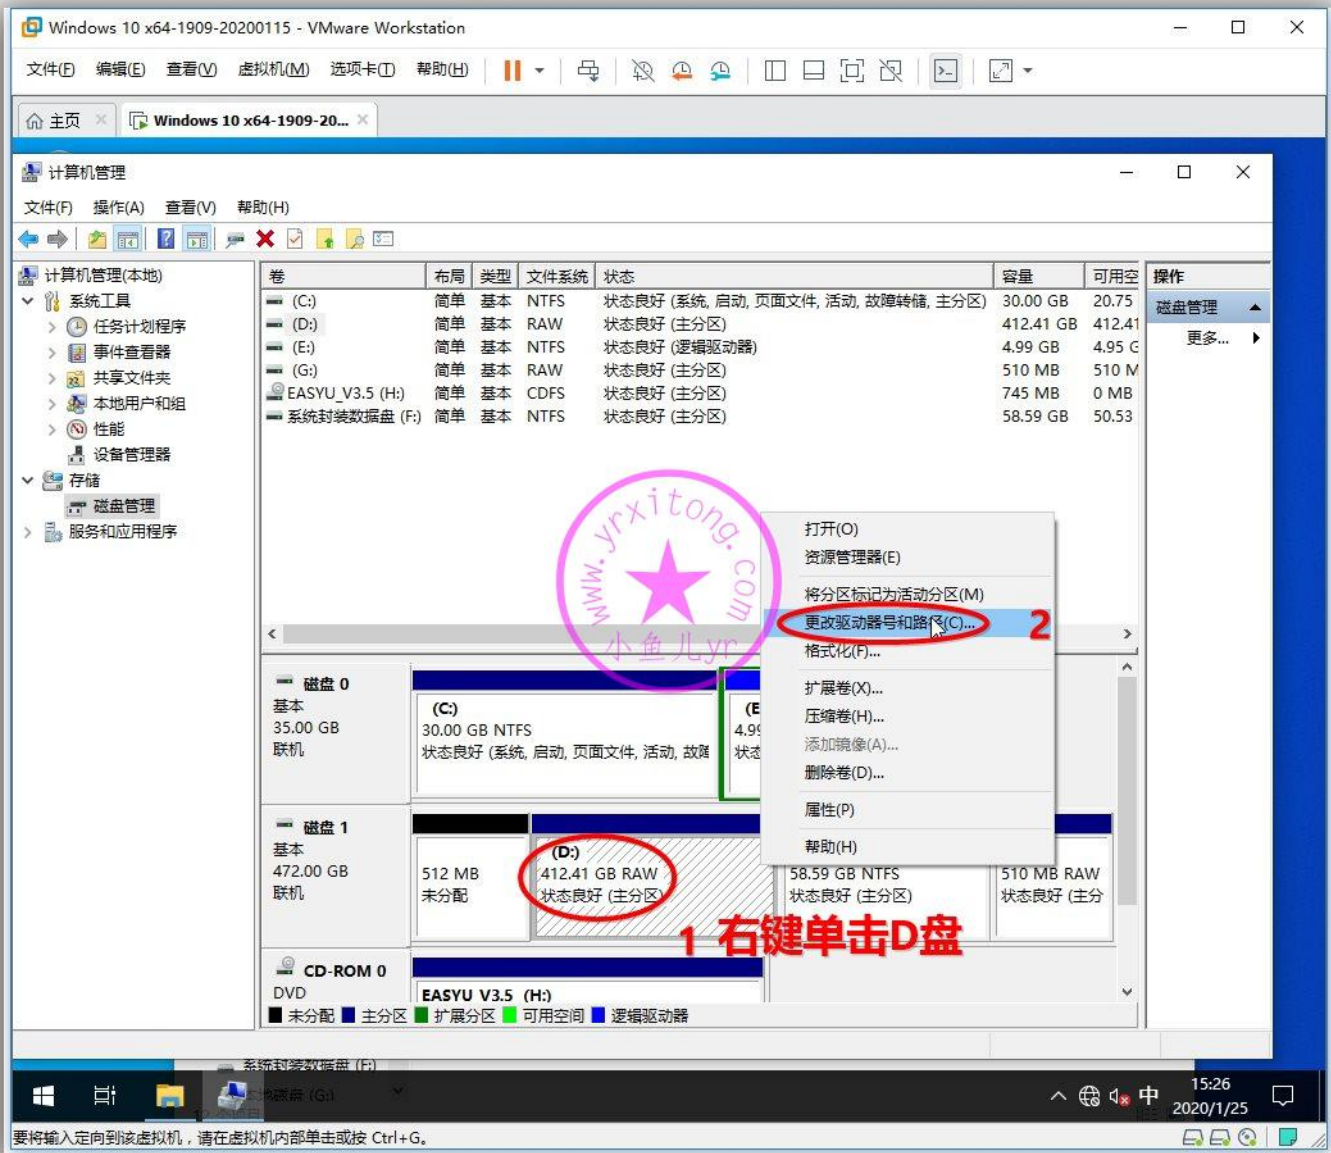 Windows 10 x64-1909-20200115 - VMware Workstation
文件(F) 编辑(E) 查看(V) 虚拟机(M) 选项卡(T) 帮助(H)
主页 Windows 10 x64-1909-20...
计算机管理
文件(F) 操作(A) 查看(V) 帮助(H)
计算机管理(本地)
系统工具
任务计划程序
事件查看器
共享文件夹
本地用户和组
性能
设备管理器
存储
磁盘管理
服务和应用程序
卷 布局 类型 文件系统 状态 容量 可用空
(C:) 简单 基本 NTFS 状态良好 (系统, 启动, 页面文件, 活动, 故障转储, 主分区) 30.00 GB 20.75
(D:) 简单 基本 RAW 状态良好 (主分区) 412.41 GB 412.41
(E:) 简单 基本 NTFS 状态良好 (逻辑驱动器) 4.99 GB 4.95 G
(G:) 简单 基本 RAW 状态良好 (主分区) 510 MB 510 M
EASYU_V3.5 (H:) 简单 基本 CDFS 状态良好 (主分区) 745 MB 0 MB
系统封装数据盘 (F:) 简单 基本 NTFS 状态良好 (主分区) 58.59 GB 50.53
操作
磁盘管理
更多...
www.yrxitong.com
小鱼儿yr
打开(O)
资源管理器(E)
将分区标记为活动分区(M)
更改驱动器号和路径(C)... 2
格式化(F)...
扩展卷(X)...
压缩卷(H)...
添加镜像(A)...
删除卷(D)...
属性(P)
帮助(H)
磁盘 0
基本
35.00 GB
联机
(C:)
30.00 GB NTFS
状态良好 (系统, 启动, 页面文件, 活动, 故障
(E
4.99
状态
磁盘 1
基本
472.00 GB
联机
512 MB
未分配
(D:)
412.41 GB RAW
状态良好 (主分区)
58.59 GB NTFS
状态良好 (主分区)
510 MB RAW
状态良好 (主分
1 右键单击D盘
CD-ROM 0
DVD
EASYU V3.5 (H:)
未分配 主分区 扩展分区 可用空间 逻辑驱动器
系统封装数据盘 (F:)
本地磁盘 (G:)
中
15:26
2020/1/25
要将输入定向到该虚拟机，请在虚拟机内部单击或按 Ctrl+G。